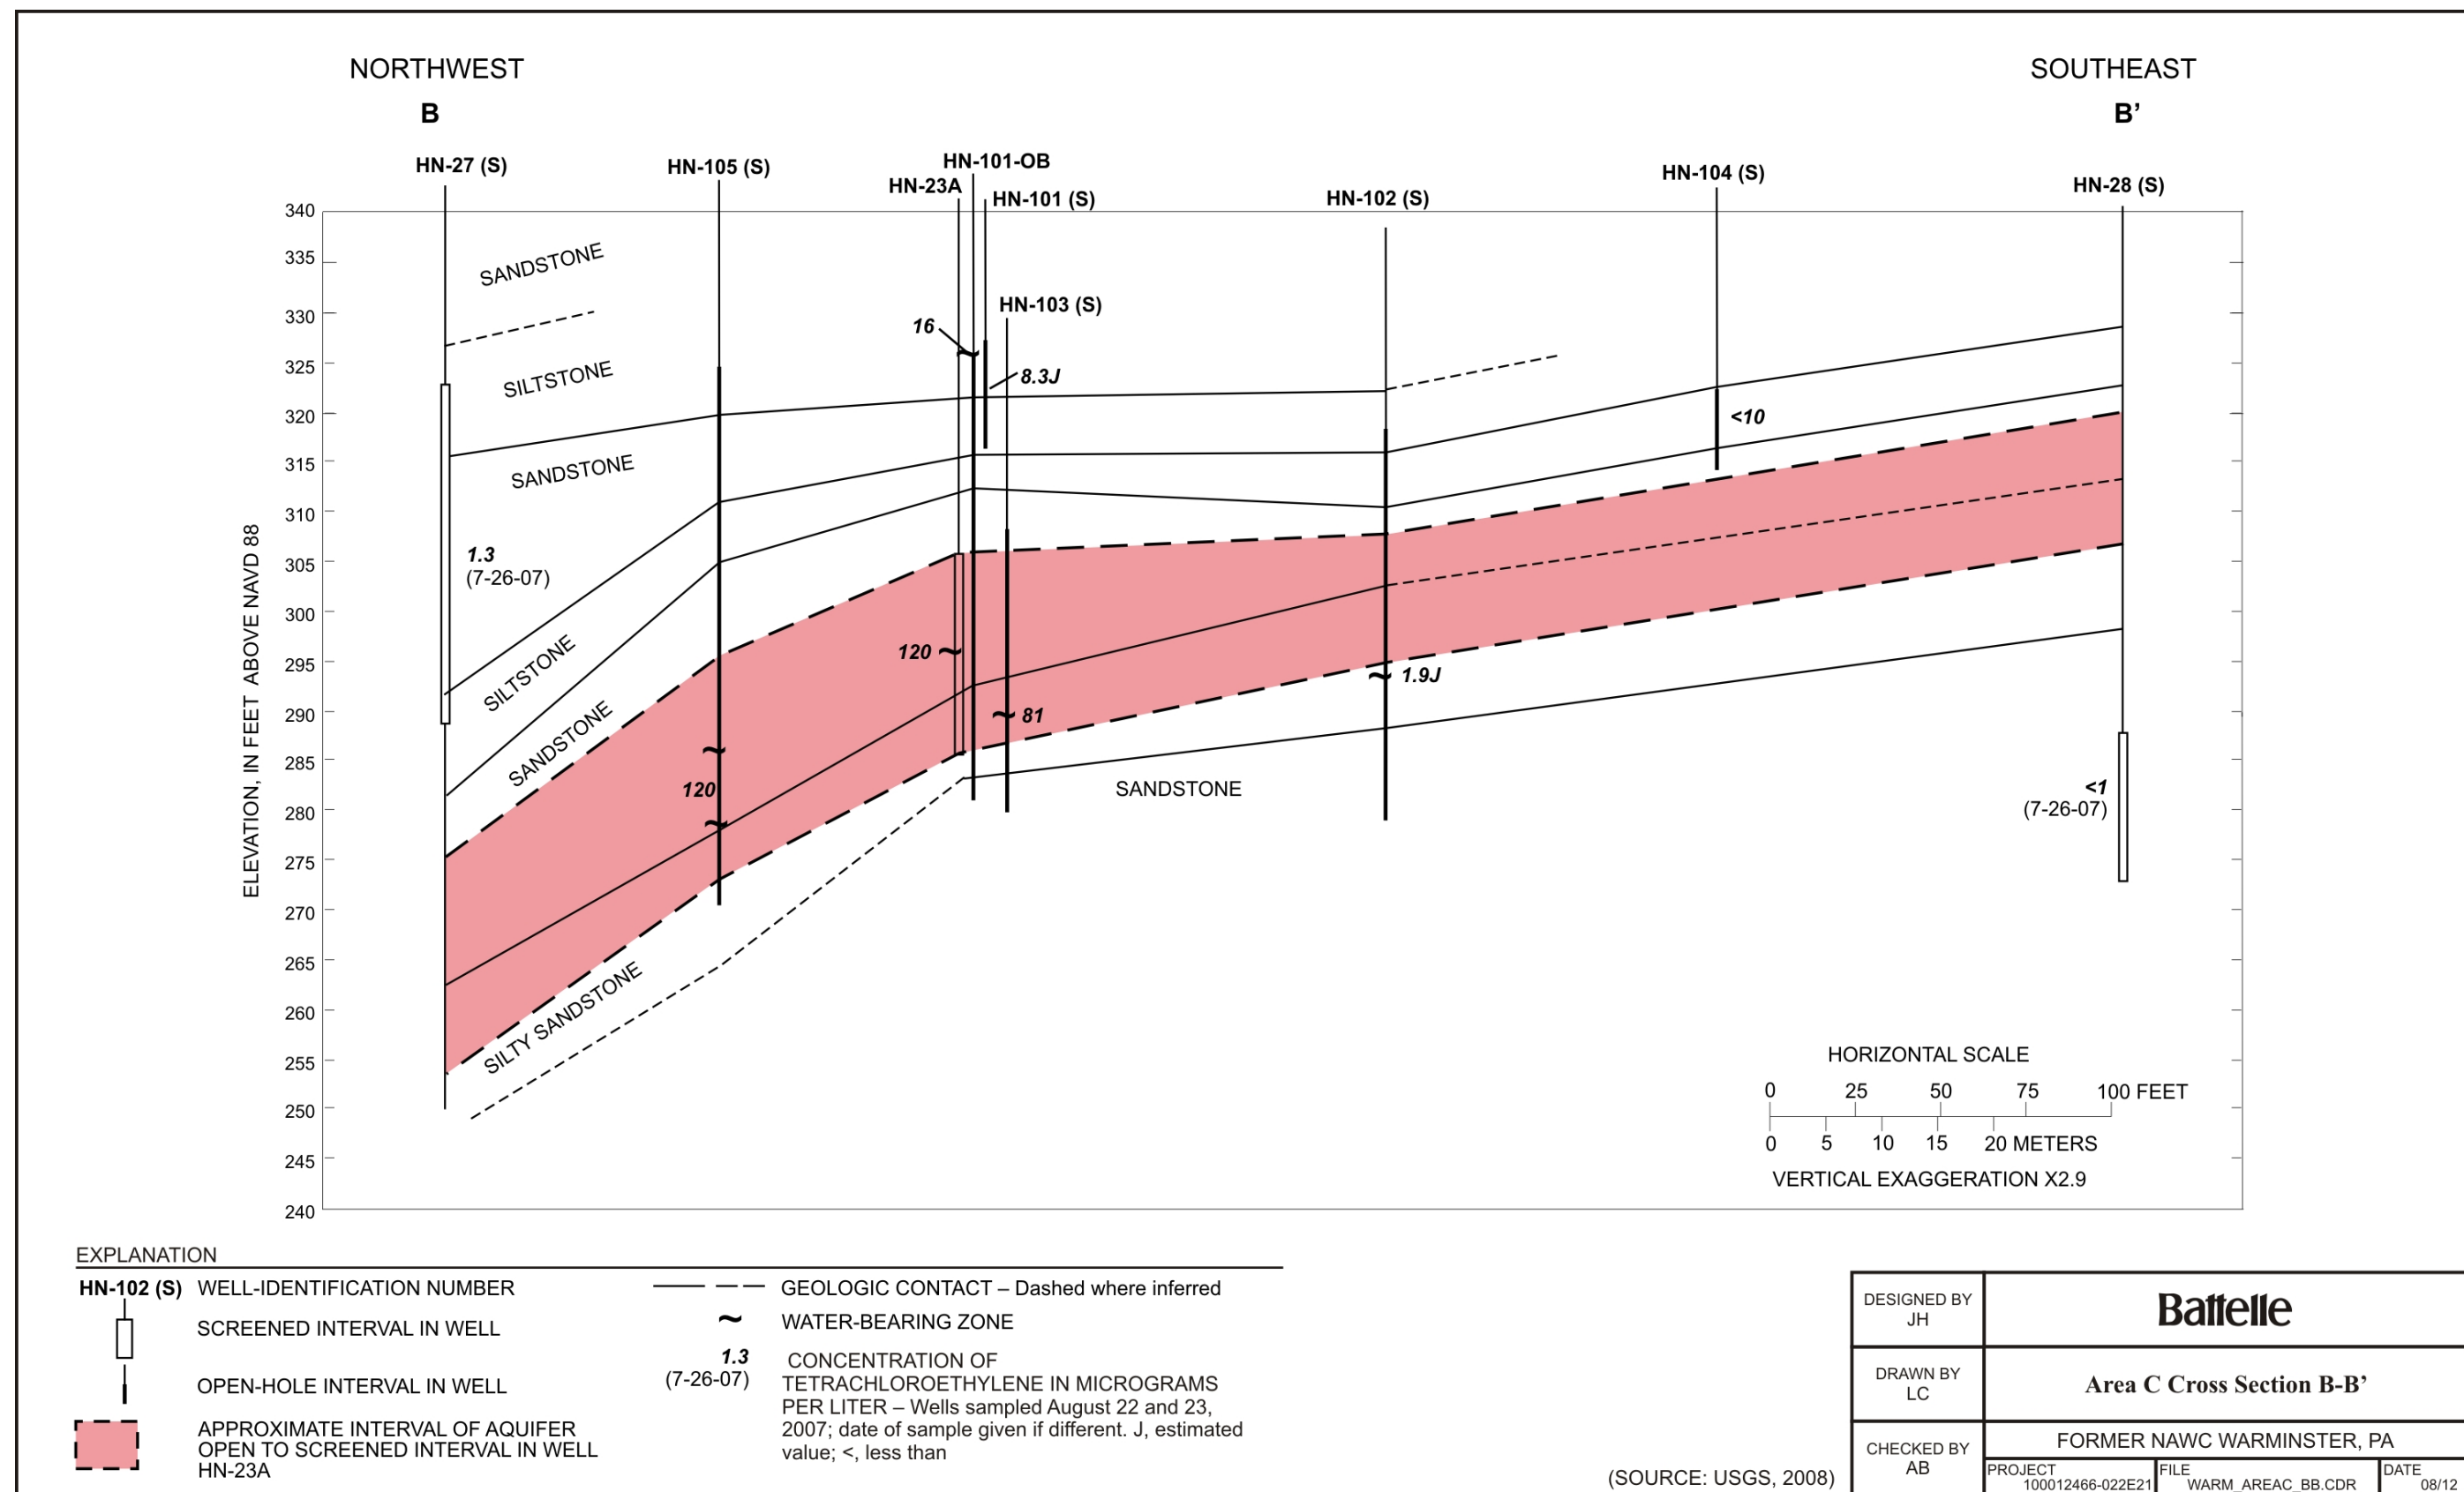 NORTHWEST
SOUTHEAST
B
B’
HN-27 (S)
HN-105 (S)
HN-101-OB
HN-23A
HN-101 (S)
HN-102 (S)
HN-104 (S)
HN-28 (S)
HN-103 (S)
ELEVATION, IN FEET ABOVE NAVD 88
340
335
330
325
320
315
310
305
300
295
290
285
280
275
270
265
260
255
250
245
240
SANDSTONE
SILTSTONE
SANDSTONE
1.3
(7-26-07)
SILTSTONE
SANDSTONE
SILTY SANDSTONE
120
16
8.3J
120
81
1.9J
SANDSTONE
<10
<1
(7-26-07)
HORIZONTAL SCALE
0 25 50 75 100 FEET
0 5 10 15 20 METERS
VERTICAL EXAGGERATION X2.9
EXPLANATION
HN-102 (S) WELL-IDENTIFICATION NUMBER
SCREENED INTERVAL IN WELL
OPEN-HOLE INTERVAL IN WELL
APPROXIMATE INTERVAL OF AQUIFER
OPEN TO SCREENED INTERVAL IN WELL
HN-23A
GEOLOGIC CONTACT – Dashed where inferred
~ WATER-BEARING ZONE
1.3
(7-26-07)
CONCENTRATION OF
TETRACHLOROETHYLENE IN MICROGRAMS
PER LITER – Wells sampled August 22 and 23,
2007; date of sample given if different. J, estimated
value; <, less than
(SOURCE: USGS, 2008)
DESIGNED BY
JH
Battelle
DRAWN BY
LC
Area C Cross Section B-B’
CHECKED BY
AB
FORMER NAWC WARMINSTER, PA
PROJECT
100012466-022E21
FILE
WARM_AREAC_BB.CDR
DATE
08/12